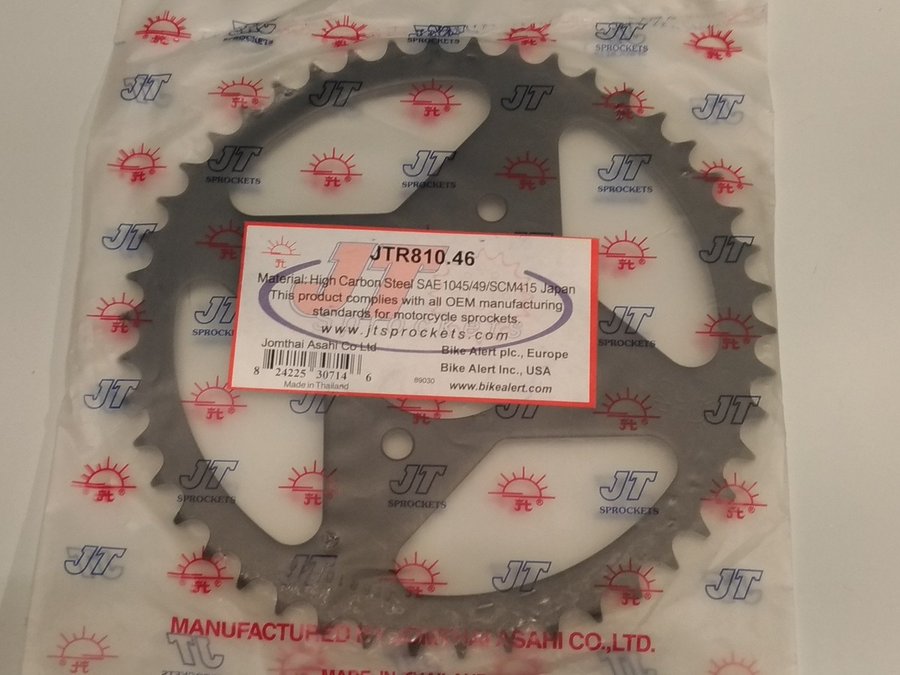 JTR810.46
Material: High Carbon Steel SAE1045/49/SCM415 Japan
This product complies with all OEM manufacturing
standards for motorcycle sprockets.
www.jtsprockets.com
Jomthai Asahi Co Ltd
Bike Alert plc., Europe
Bike Alert Inc., USA
8 24225 30714 6
89030
www.bikealert.com
Made in Thailand
JT
SPROCKETS
MANUFACTURED ASAHI CO.,LTD.
MADE IN